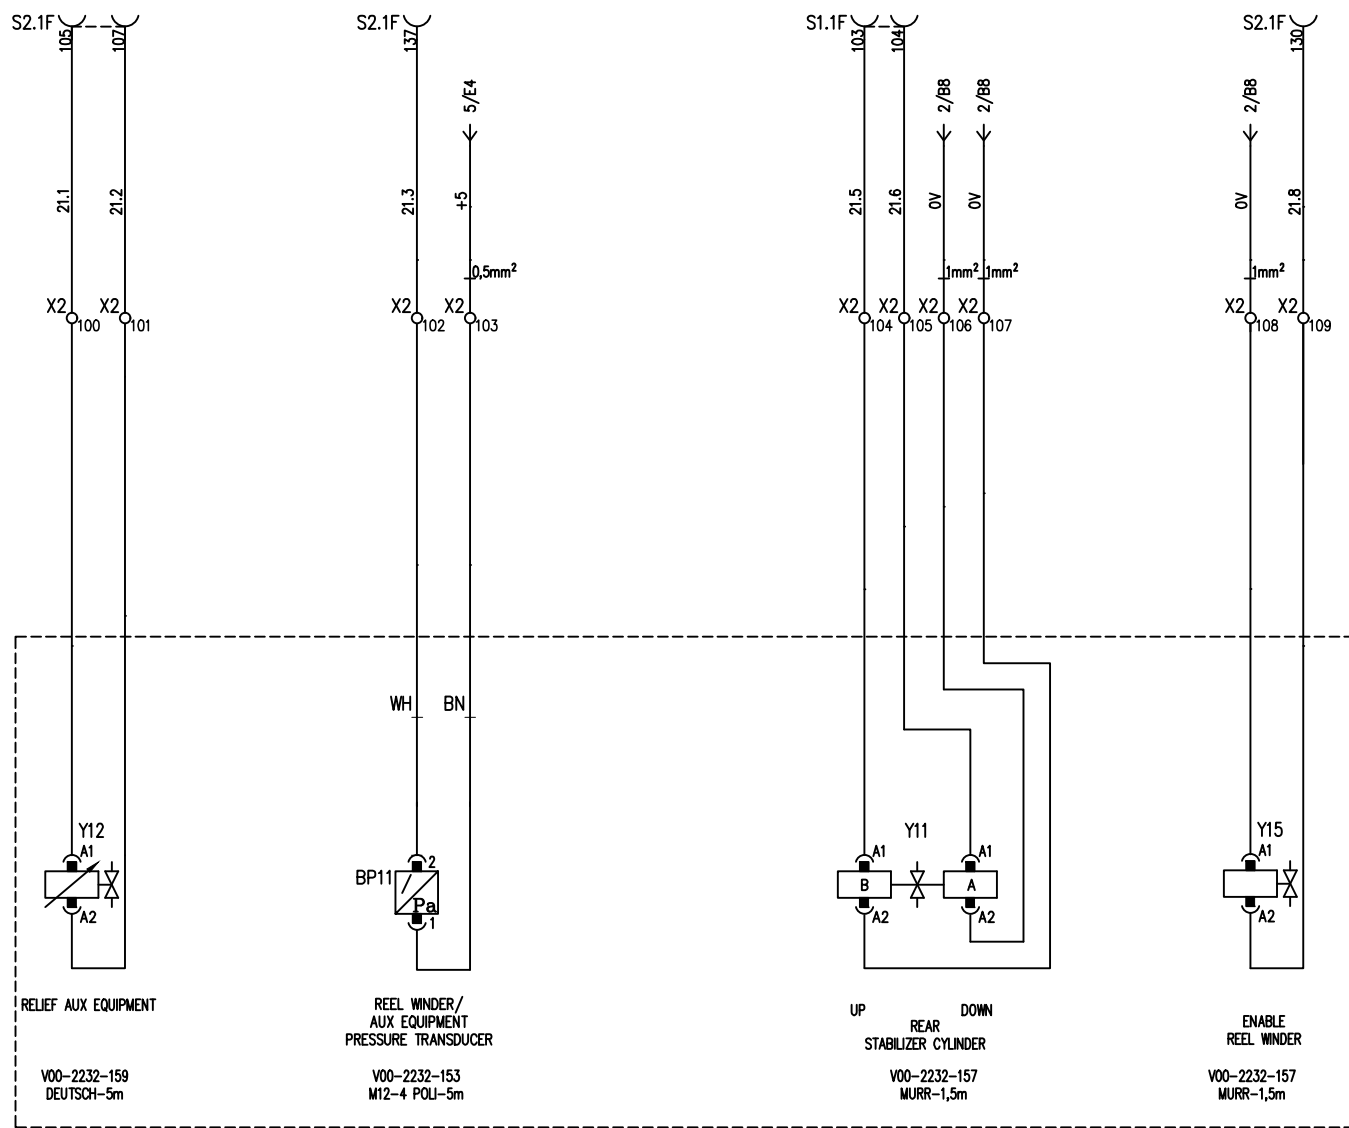 S2.1F
S2.1F
S1.1F
S2.1F
105
107
137
103
104
130
5/E4
2/B8
2/B8
2/B8
21.1
21.2
21.3
+5
21.5
21.6
0V
0V
0V
21.8
0,5mm²
1mm²
1mm²
1mm²
X2
X2
X2
X2
X2
X2
X2
X2
X2
X2
100
101
102
103
104
105
106
107
108
109
WH
BN
Y12
Y11
Y15
A1
2
A1
A1
A1
BP11
Pa
B
A
A2
1
A2
A2
A2
RELIEF AUX EQUIPMENT
REEL WINDER/
AUX EQUIPMENT
PRESSURE TRANSDUCER
UP
DOWN
REAR
STABILIZER CYLINDER
ENABLE
REEL WINDER
V00-2232-159
DEUTSCH-5m
V00-2232-153
M12-4 POLI-5m
V00-2232-157
MURR-1,5m
V00-2232-157
MURR-1,5m